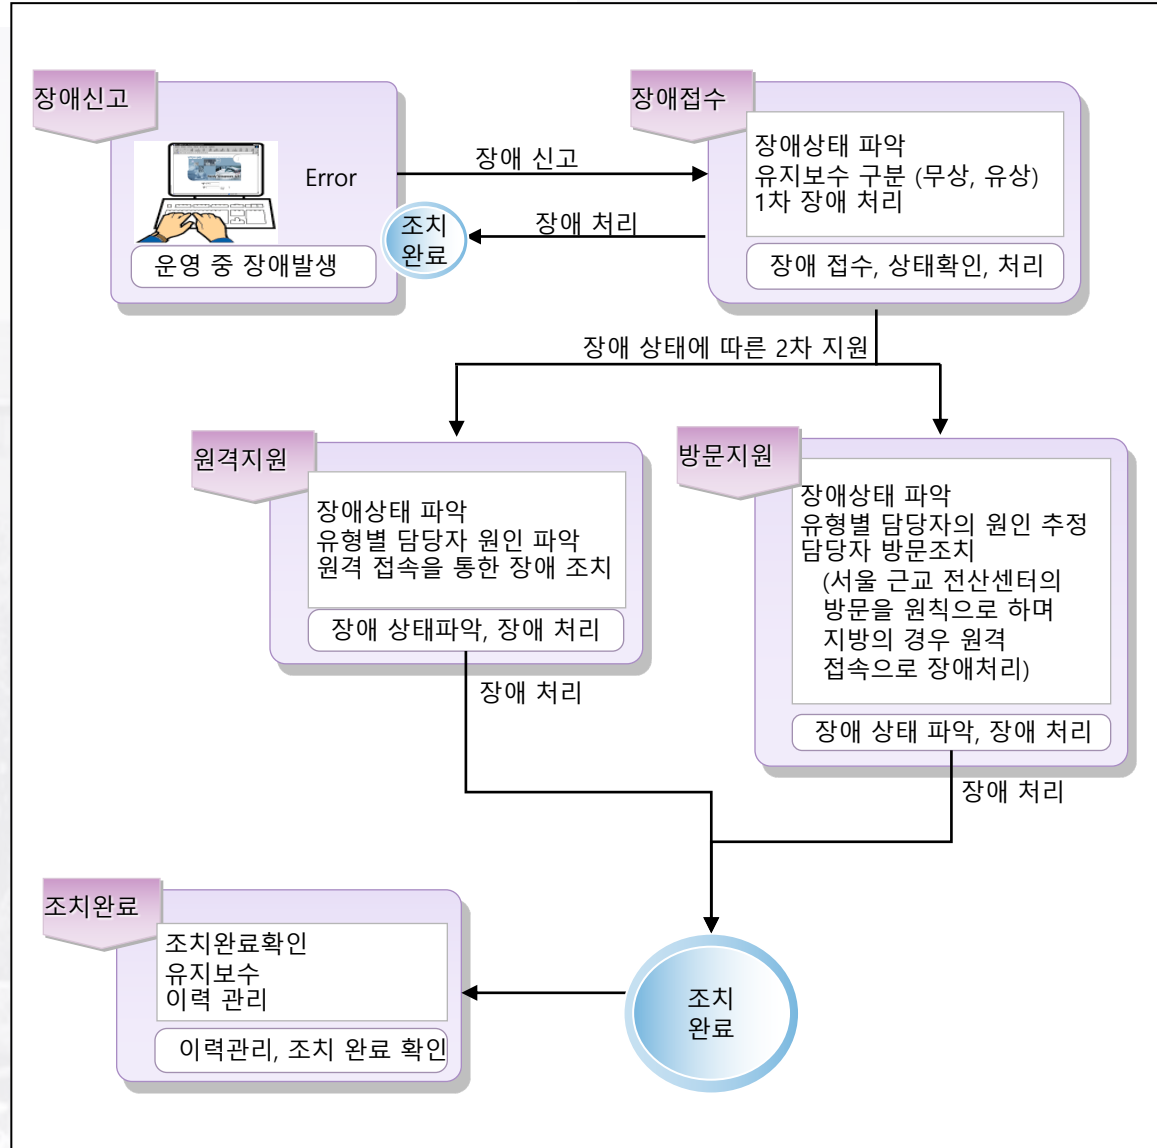 장애신고
Error
운영 중 장애발생
장애 신고
장애 처리
조치
완료
장애접수
장애상태 파악
유지보수 구분 (무상, 유상)
1차 장애 처리
장애 접수, 상태확인, 처리
장애 상태에 따른 2차 지원
원격지원
장애상태 파악
유형별 담당자 원인 파악
원격 접속을 통한 장애 조치
장애 상태파악, 장애 처리
장애 처리
방문지원
장애상태 파악
유형별 담당자의 원인 추정
담당자 방문조치
(서울 근교 전산센터의
방문을 원칙으로 하며
지방의 경우 원격
접속으로 장애처리)
장애 상태 파악, 장애 처리
장애 처리
조치완료
조치완료확인
유지보수
이력 관리
이력관리, 조치 완료 확인
조치
완료